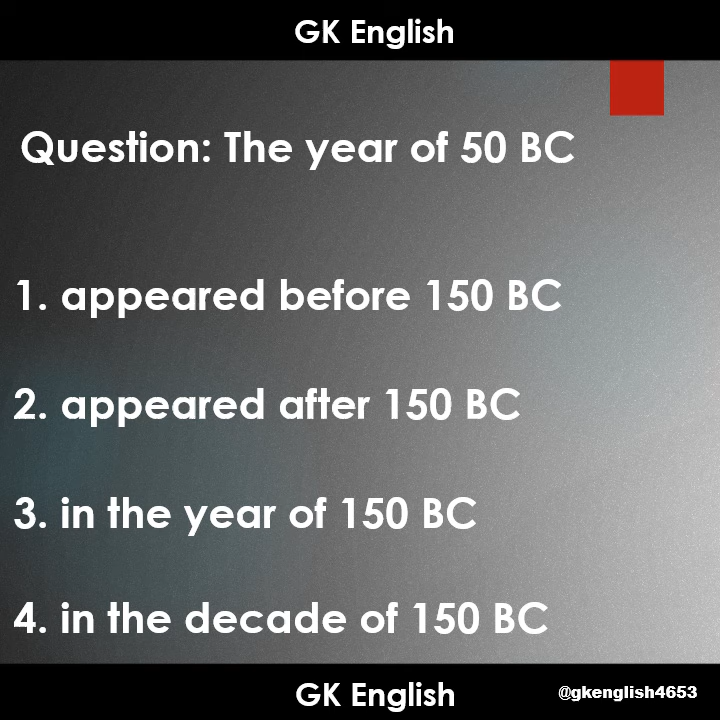 GK English
Question: The year of 50 BC
1. appeared before 150 BC
2. appeared after 150 BC
3. in the year of 150 BC
4. in the decade of 150 BC
GK English
@gkenglish4653